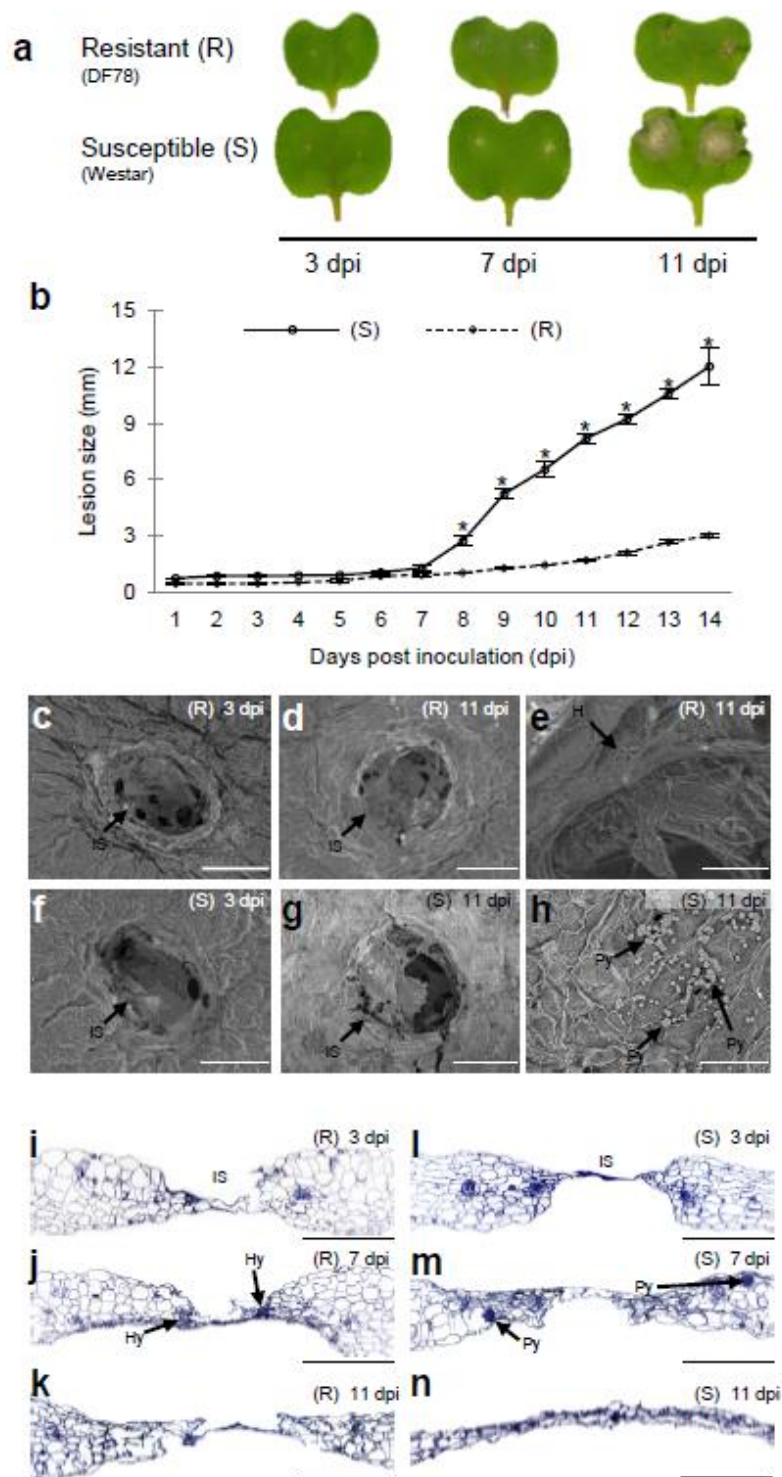 a
Resistant (R)
(DF78)
Susceptible (S)
(Westar)
3 dpi 7 dpi 11 dpi
b
(S) (R)
Lesion size (mm)
15
12
9
6
3
0
* * * * * * *
1 2 3 4 5 6 7 8 9 10 11 12 13 14
Days post inoculation (dpi)
c (R) 3 dpi
IS
d (R) 11 dpi
IS
e (R) 11 dpi
H
f (S) 3 dpi
IS
g (S) 11 dpi
IS
h (S) 11 dpi
Py
Py
Py
i (R) 3 dpi
IS
l (S) 3 dpi
IS
j (R) 7 dpi
Hy
Hy
m (S) 7 dpi
Py
Py
k (R) 11 dpi
n (S) 11 dpi